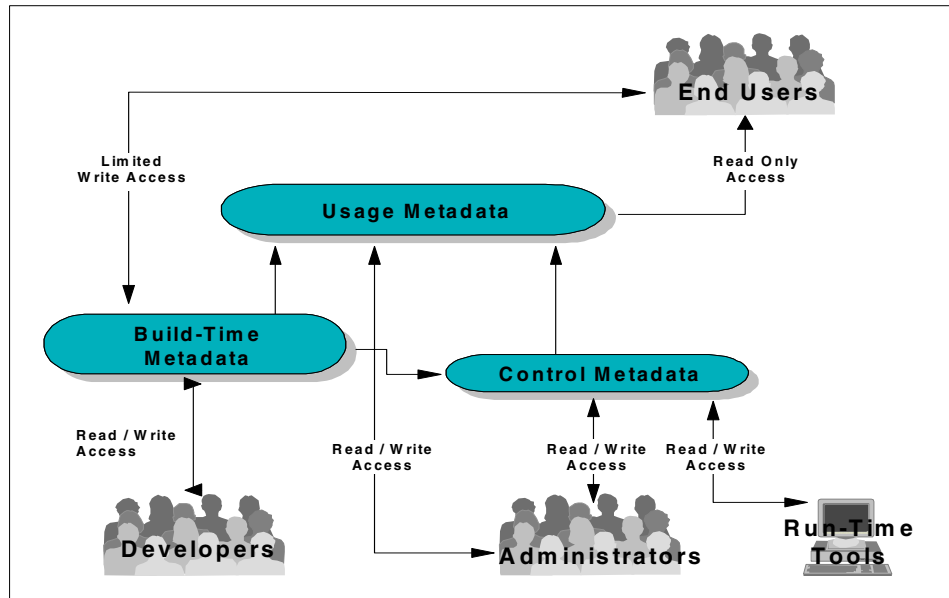 End Users
Limited
Write Access
Read Only
Access
Usage Metadata
Build-Time
Metadata
Control Metadata
Read / Write
Access
Read / Write
Access
Read / Write
Access
Read / Write
Access
Developers
Administrators
Run-Time
Tools